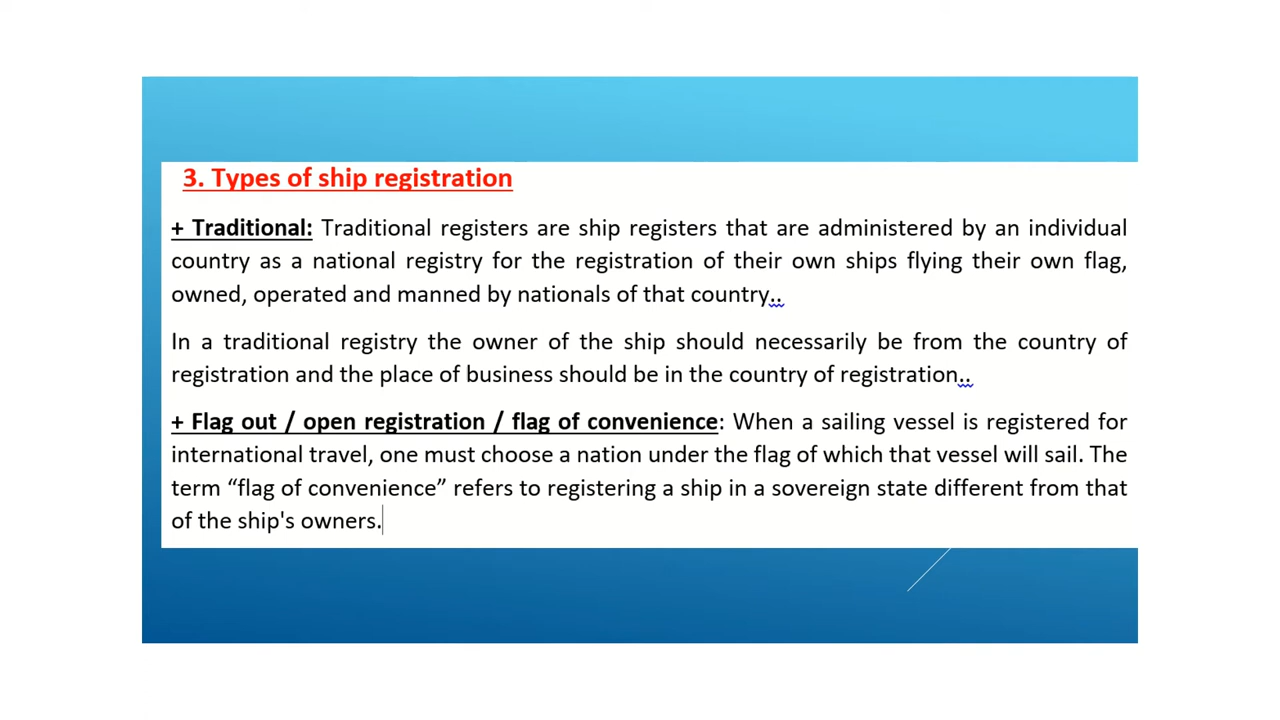 3. Types of ship registration
+ Traditional: Traditional registers are ship registers that are administered by an individual
country as a national registry for the registration of their own ships flying their own flag,
owned, operated and manned by nationals of that country..
In a traditional registry the owner of the ship should necessarily be from the country of
registration and the place of business should be in the country of registration..
+ Flag out / open registration / flag of convenience: When a sailing vessel is registered for
international travel, one must choose a nation under the flag of which that vessel will sail. The
term “flag of convenience” refers to registering a ship in a sovereign state different from that
of the ship's owners.